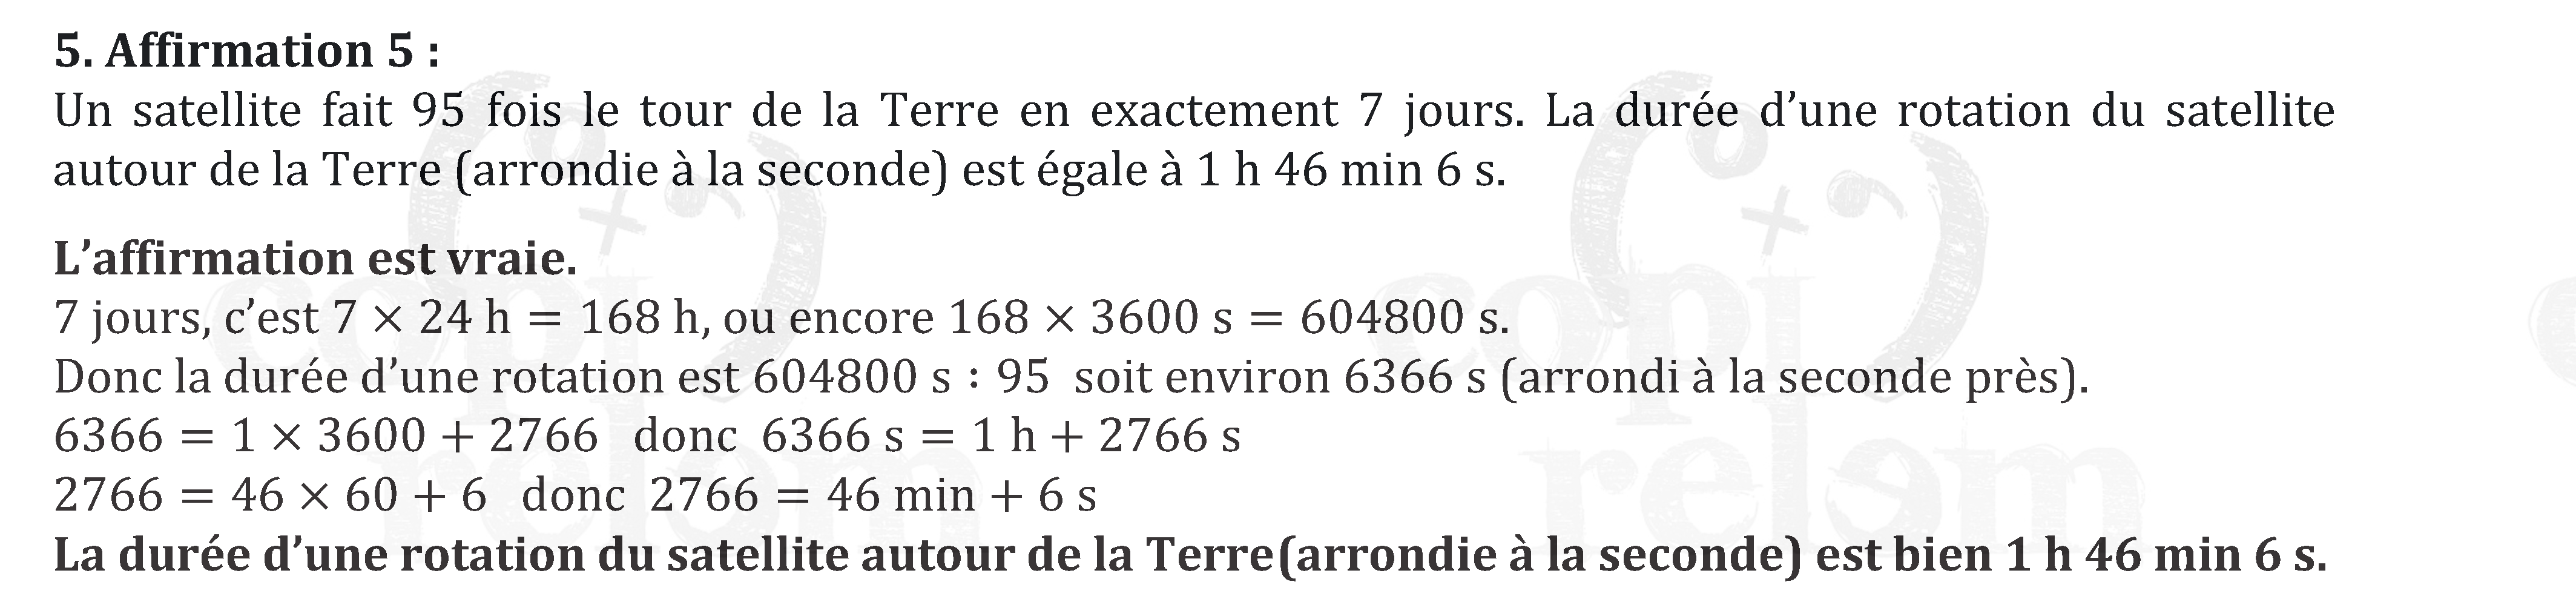 5. Affirmation 5 :
Un satellite fait 95 fois le tour de la Terre en exactement 7 jours. La durée d’une rotation du satellite
autour de la Terre (arrondie à la seconde) est égale à 1 h 46 min 6 s.
L’affirmation est vraie.
7 jours, c’est 7 × 24 h = 168 h, ou encore 168 × 3600 s = 604800 s.
Donc la durée d’une rotation est 604800 s : 95 soit environ 6366 s (arrondi à la seconde près).
6366 = 1 × 3600 + 2766 donc 6366 s = 1 h + 2766 s
2766 = 46 × 60 + 6 donc 2766 = 46 min + 6 s
La durée d’une rotation du satellite autour de la Terre(arrondie à la seconde) est bien 1 h 46 min 6 s.
copi
relem
copi
relem